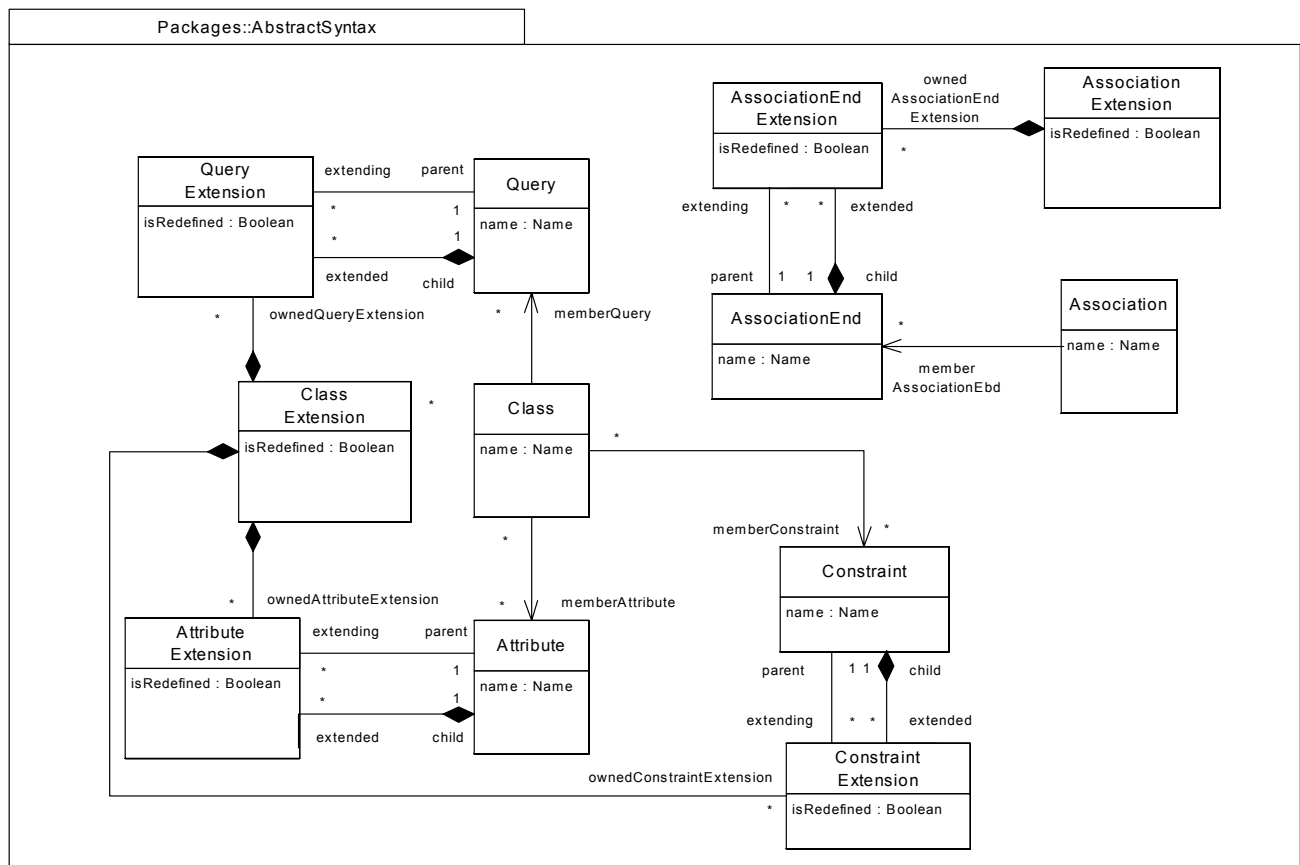 Packages::AbstractSyntax
AssociationEnd
Extension
isRedefined : Boolean
owned
AssociationEnd
Extension
*
Association
Extension
isRedefined : Boolean
Query
Extension
isRedefined : Boolean
extending
parent
*
1
*
1
extended
child
Query
name : Name
extending
*
*
extended
parent
1
1
child
AssociationEnd
name : Name
*
member
AssociationEbd
Association
name : Name
*
ownedQueryExtension
*
memberQuery
Class
Extension
isRedefined : Boolean
*
Class
name : Name
*
memberConstraint
*
Constraint
name : Name
*
ownedAttributeExtension
*
*
memberAttribute
Attribute
Extension
isRedefined : Boolean
extending
parent
*
1
*
1
extended
child
Attribute
name : Name
parent
1
1
child
extending
*
*
extended
ownedConstraintExtension
*
Constraint
Extension
isRedefined : Boolean